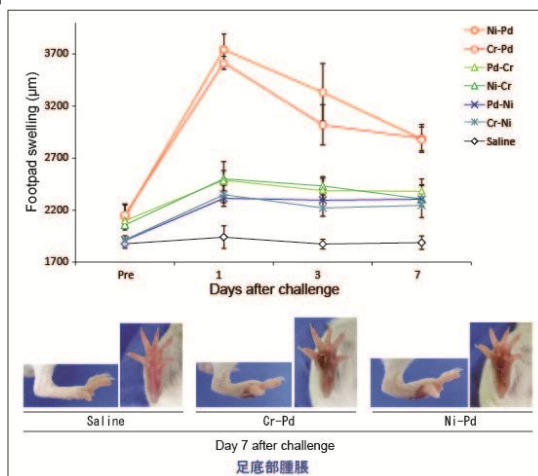 Footpad swelling (μm)
3700
3200
2700
2200
1700
Pre
1
3
7
Days after challenge
Ni-Pd
Cr-Pd
Pd-Cr
Ni-Cr
Pd-Ni
Cr-Ni
Saline
Saline
Cr-Pd
Ni-Pd
Day 7 after challenge
足底部腫脹